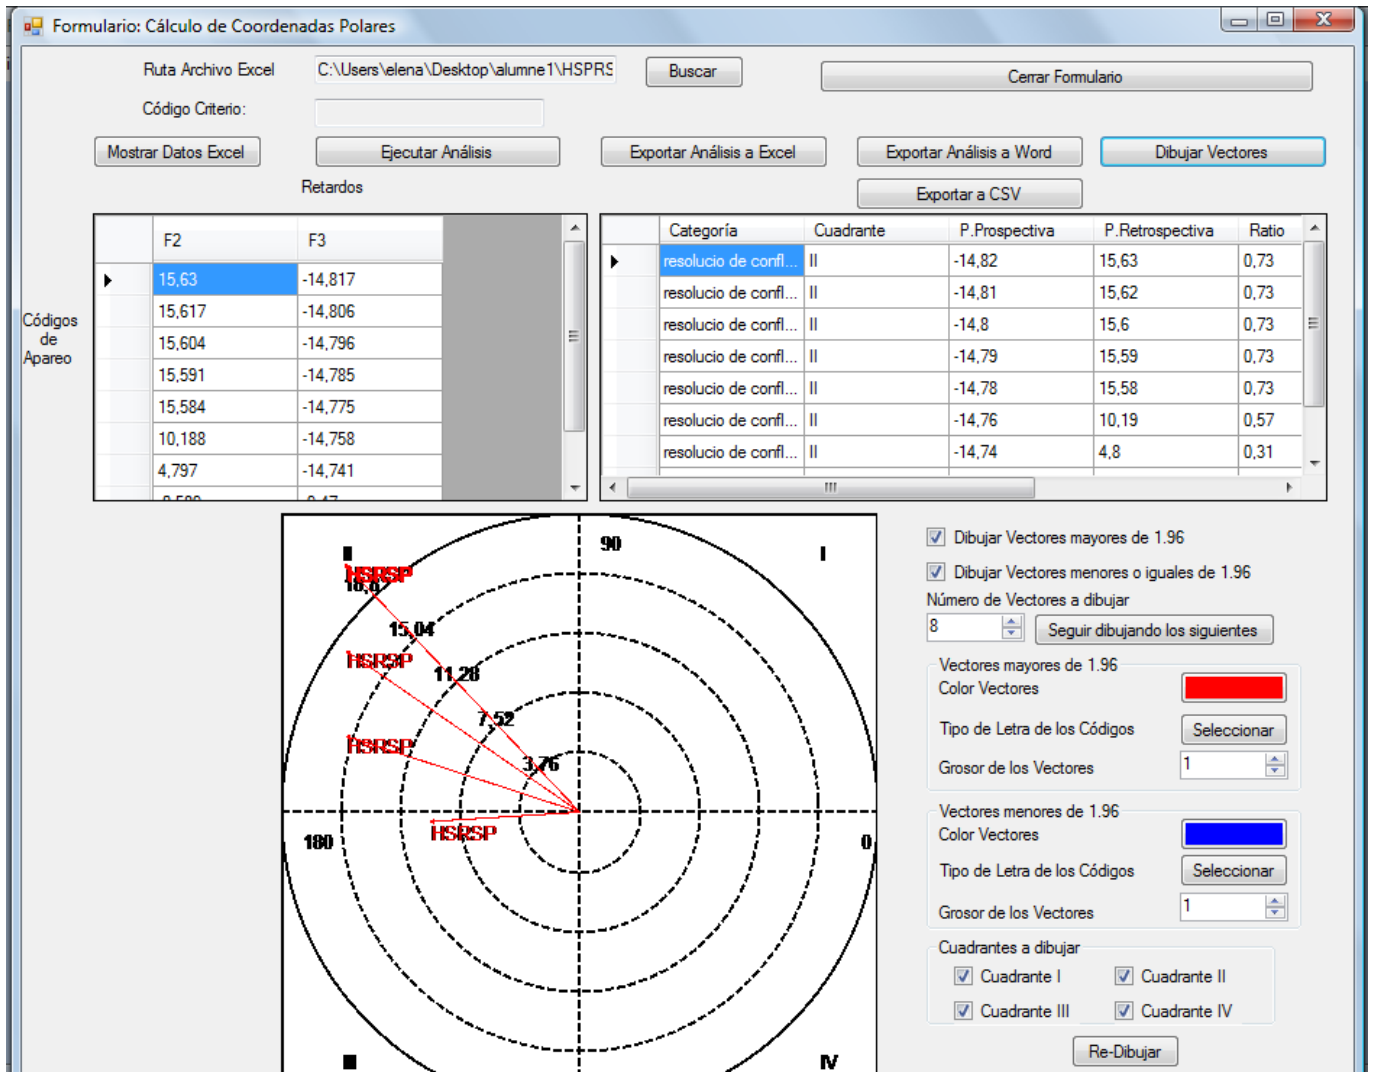 Formulario: Cálculo de Coordenadas Polares
Ruta Archivo Excel C:\Users\elena\Desktop\alumne1\HSPRS Buscar Cerrar Formulario
Código Criterio:
Mostrar Datos Excel Ejecutar Análisis Exportar Análisis a Excel Exportar Análisis a Word Dibujar Vectores
Retardos Exportar a CSV
Códigos de Apareo
F2 F3
15,63 -14,817
15,617 -14,806
15,604 -14,796
15,591 -14,785
15,584 -14,775
10,188 -14,758
4,797 -14,741
Categoría Cuadrante P.Prospectiva P.Retrospectiva Ratio
resolucio de confl... II -14,82 15,63 0,73
resolucio de confl... II -14,81 15,62 0,73
resolucio de confl... II -14,8 15,6 0,73
resolucio de confl... II -14,79 15,59 0,73
resolucio de confl... II -14,78 15,58 0,73
resolucio de confl... II -14,76 10,19 0,57
resolucio de confl... II -14,74 4,8 0,31
90
II I
HSRSP
15,04
HSRSP
11,28
7,52
HSRSP
3,76
HSRSP
180 0
III IV
Dibujar Vectores mayores de 1.96
Dibujar Vectores menores o iguales de 1.96
Número de Vectores a dibujar
8 Seguir dibujando los siguientes
Vectores mayores de 1.96
Color Vectores
Tipo de Letra de los Códigos Seleccionar
Grosor de los Vectores 1
Vectores menores de 1.96
Color Vectores
Tipo de Letra de los Códigos Seleccionar
Grosor de los Vectores 1
Cuadrantes a dibujar
Cuadrante I Cuadrante II
Cuadrante III Cuadrante IV
Re-Dibujar